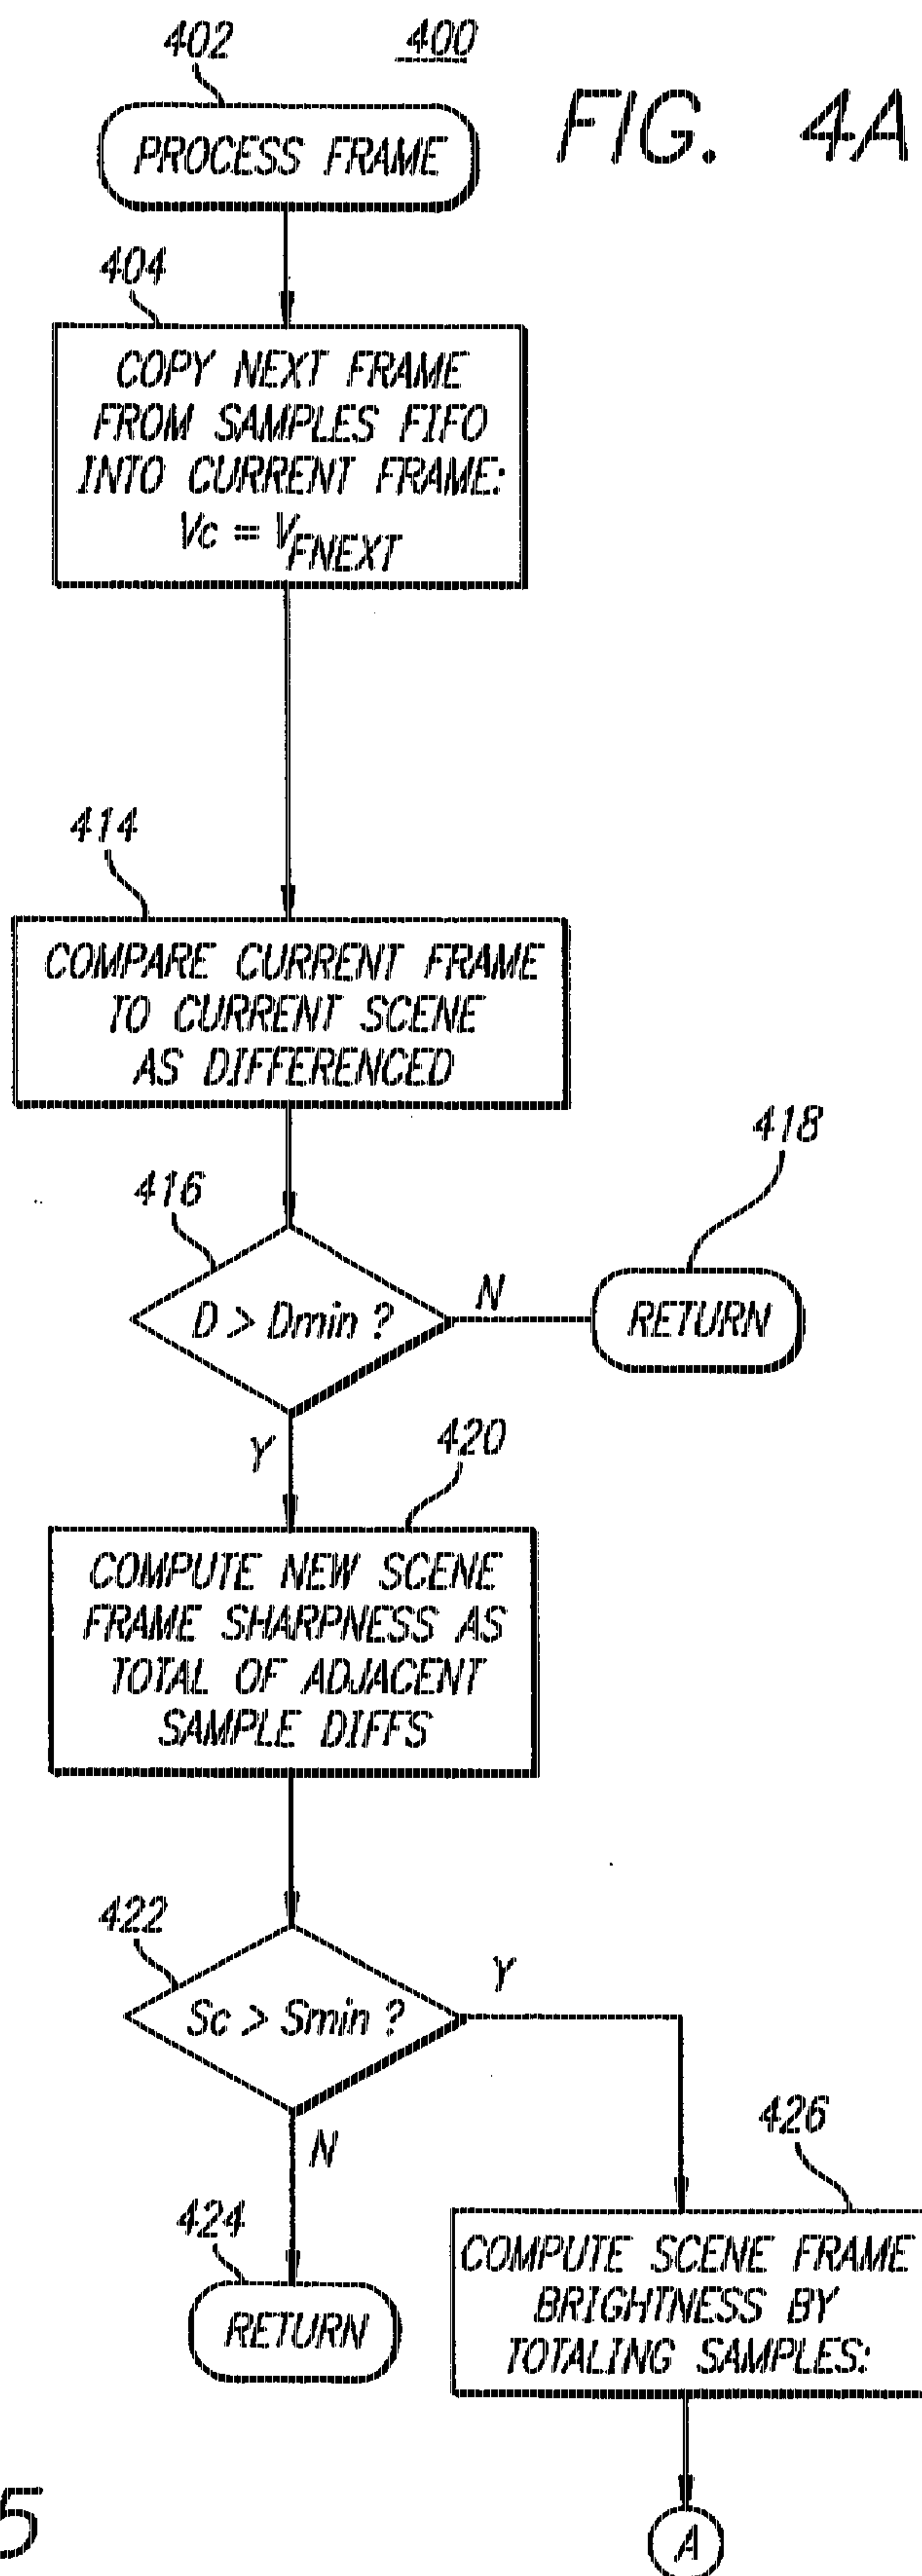 402
400
FIG. 4A
PROCESS FRAME
404
COPY NEXT FRAME
FROM SAMPLES FIFO
INTO CURRENT FRAME:
Vc = VFNEXT
414
COMPARE CURRENT FRAME
TO CURRENT SCENE
AS DIFFERENCED
418
416
D > Dmin ?
N
RETURN
Y
420
COMPUTE NEW SCENE
FRAME SHARPNESS AS
TOTAL OF ADJACENT
SAMPLE DIFFS
422
Sc > Smin ?
Y
N
426
424
RETURN
COMPUTE SCENE FRAME
BRIGHTNESS BY
TOTALING SAMPLES:
5
A